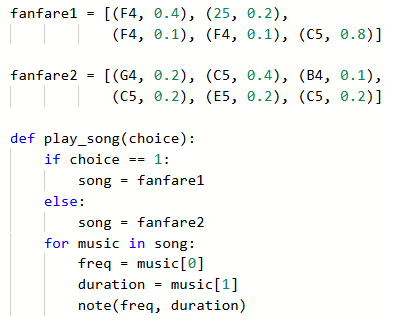 fanfare1 = [(F4, 0.4), (25, 0.2),
(F4, 0.1), (F4, 0.1), (C5, 0.8)]
fanfare2 = [(G4, 0.2), (C5, 0.4), (B4, 0.1),
(C5, 0.2), (E5, 0.2), (C5, 0.2)]
def play_song(choice):
if choice == 1:
song = fanfare1
else:
song = fanfare2
for music in song:
freq = music[0]
duration = music[1]
note(freq, duration)